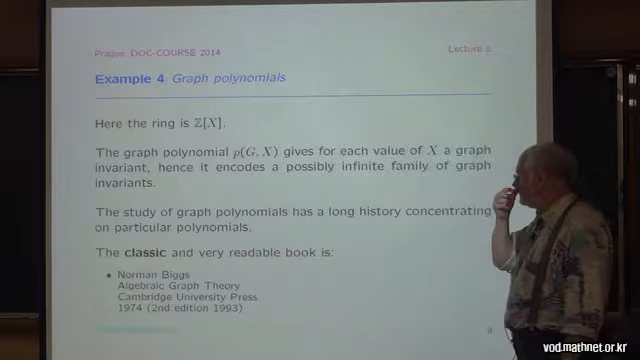 Prague, DOC-COURSE 2014
Lecture 2
Example 4 Graph polynomials
Here the ring is ℤ[X].
The graph polynomial p(G, X) gives for each value of X a graph
invariant, hence it encodes a possibly infinite family of graph
invariants.
The study of graph polynomials has a long history concentrating
on particular polynomials.
The classic and very readable book is:
• Norman Biggs
Algebraic Graph Theory
Cambridge University Press
1974 (2nd edition 1993)
vod.mathnet.or.kr